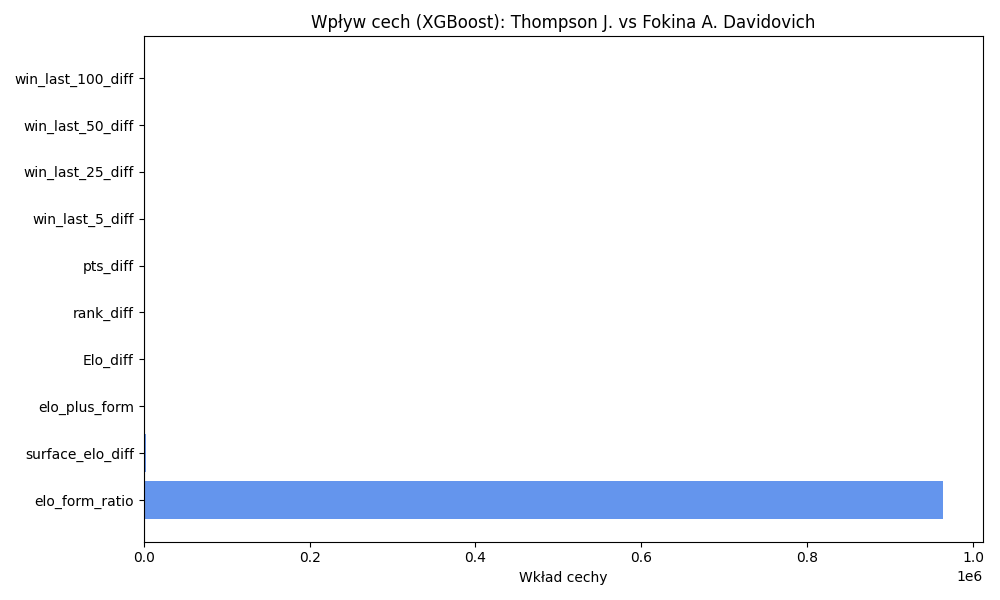 Wpływ cech (XGBoost): Thompson J. vs Fokina A. Davidovich
win_last_100_diff
win_last_50_diff
win_last_25_diff
win_last_5_diff
pts_diff
rank_diff
Elo_diff
elo_plus_form
surface_elo_diff
elo_form_ratio
0.0 0.2 0.4 0.6 0.8 1.0
1e6
Wkład cechy